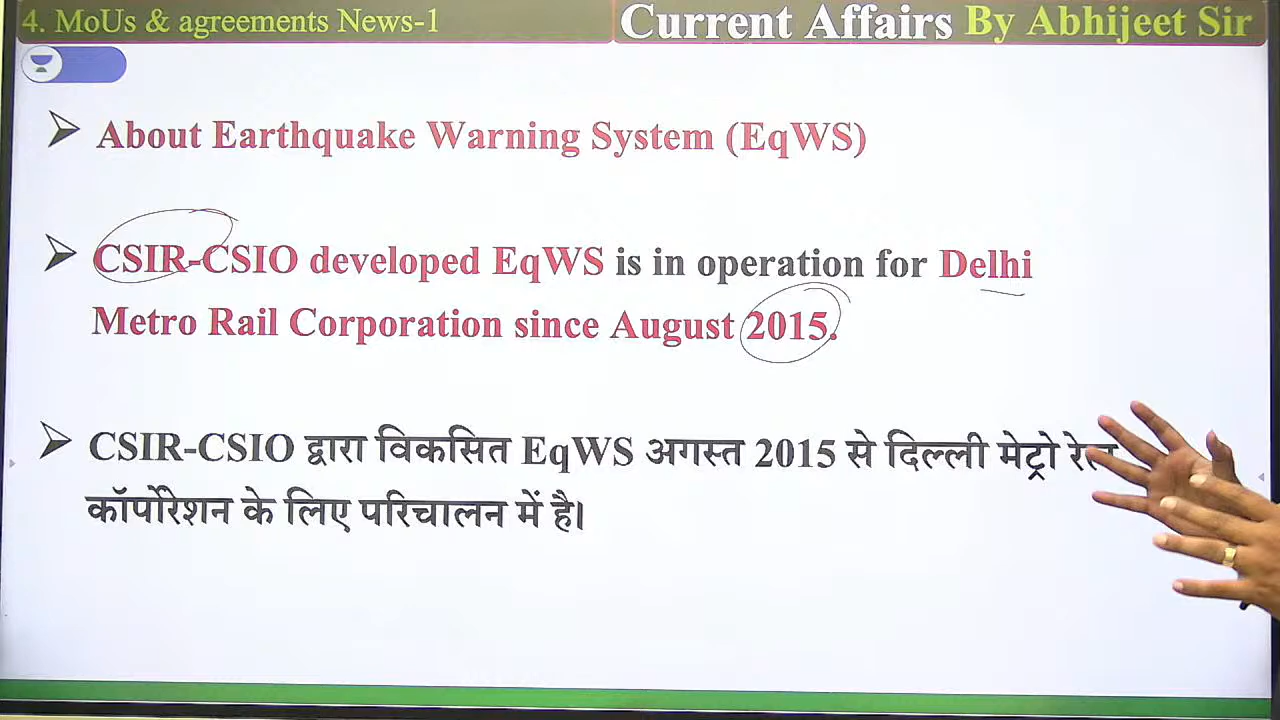 4. MoUs & agreements News-1
Current Affairs By Abhijeet Sir
About Earthquake Warning System (EqWS)
CSIR-CSIO developed EqWS is in operation for Delhi
Metro Rail Corporation since August 2015.
CSIR-CSIO द्वारा विकसित EqWS अगस्त 2015 से दिल्ली मेट्रो रेल
कॉर्पोरेशन के लिए परिचालन में है।